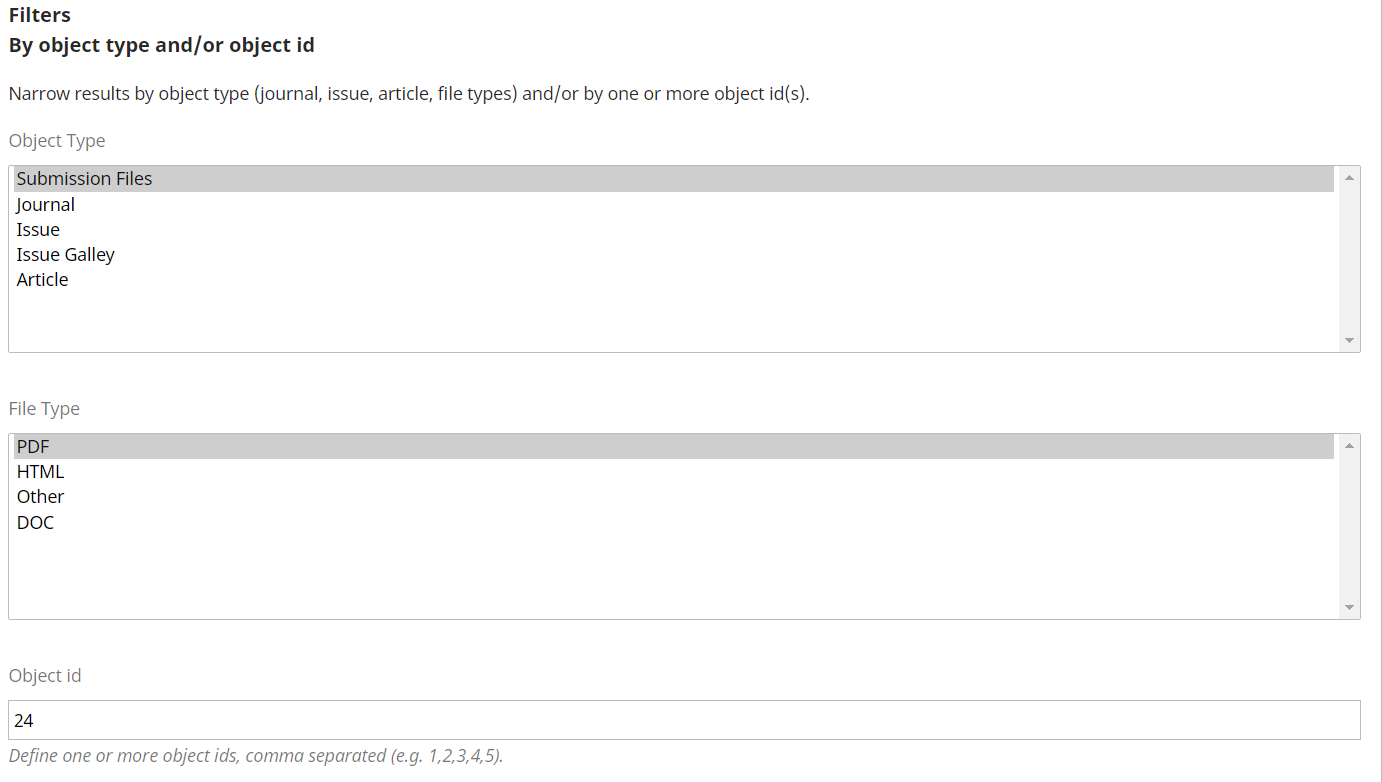 Filters
By object type and/or object id
Narrow results by object type (journal, issue, article, file types) and/or by one or more object id(s).
Object Type
Submission Files
Journal
Issue
Issue Galley
Article
File Type
PDF
HTML
Other
DOC
Object id
24
Define one or more object ids, comma separated (e.g. 1,2,3,4,5).